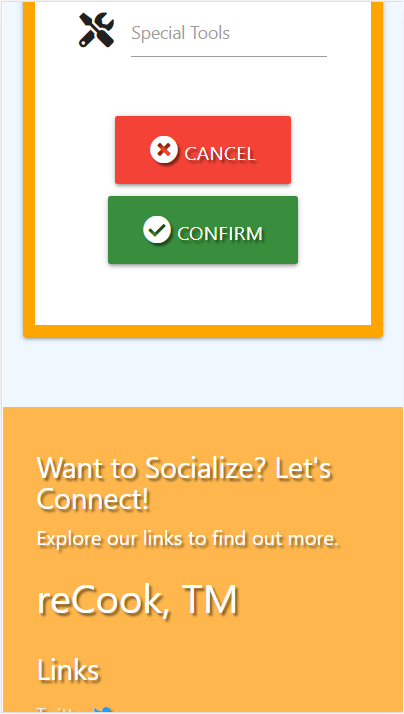 Special Tools
CANCEL
CONFIRM
Want to Socialize? Let's
Connect!
Explore our links to find out more.
reCook, TM
Links
Twitter